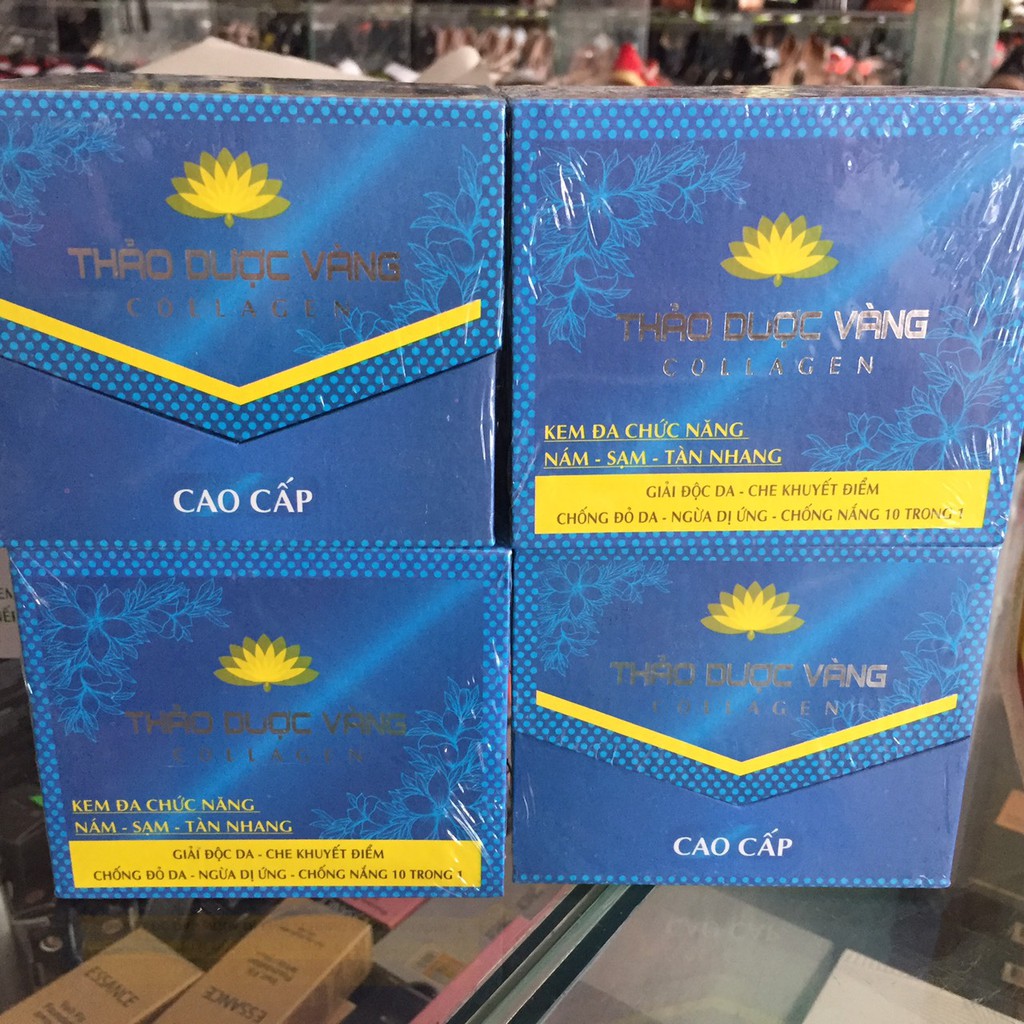 THẢO DƯỢC VÀNG
COLLAGEN
CAO CẤP
THẢO DƯỢC VÀNG
COLLAGEN
KEM ĐA CHỨC NĂNG
NÁM - SẠM - TÀN NHANG
GIẢI ĐỘC DA - CHE KHUYẾT ĐIỂM
CHỐNG ĐỎ DA - NGỪA DỊ ỨNG - CHỐNG NẮNG 10 TRONG 1
THẢO DƯỢC VÀNG
COLLAGEN
KEM ĐA CHỨC NĂNG
NÁM - SẠM - TÀN NHANG
GIẢI ĐỘC DA - CHE KHUYẾT ĐIỂM
CHỐNG ĐỎ DA - NGỪA DỊ ỨNG - CHỐNG NẮNG 10 TRONG 1
THẢO DƯỢC VÀNG
COLLAGEN
CAO CẤP
ESSANCE
ESSANCE